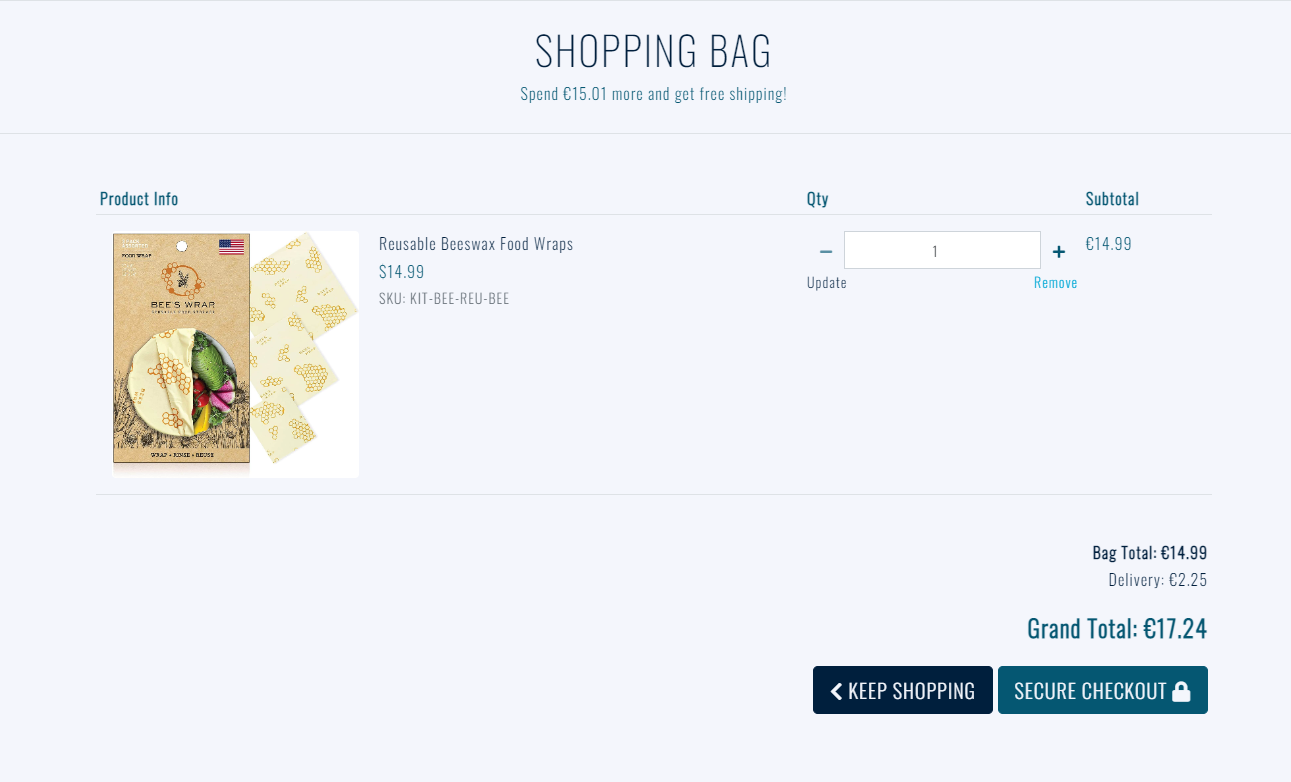 SHOPPING BAG
Spend €15.01 more and get free shipping!
Product Info Qty Subtotal
FOOD WRAP
BEE'S WRAP
WRAP • RINSE • REUSE
Reusable Beeswax Food Wraps
$14.99
SKU: KIT-BEE-REU-BEE
1
Update Remove
€14.99
Bag Total: €14.99
Delivery: €2.25
Grand Total: €17.24
KEEP SHOPPING SECURE CHECKOUT